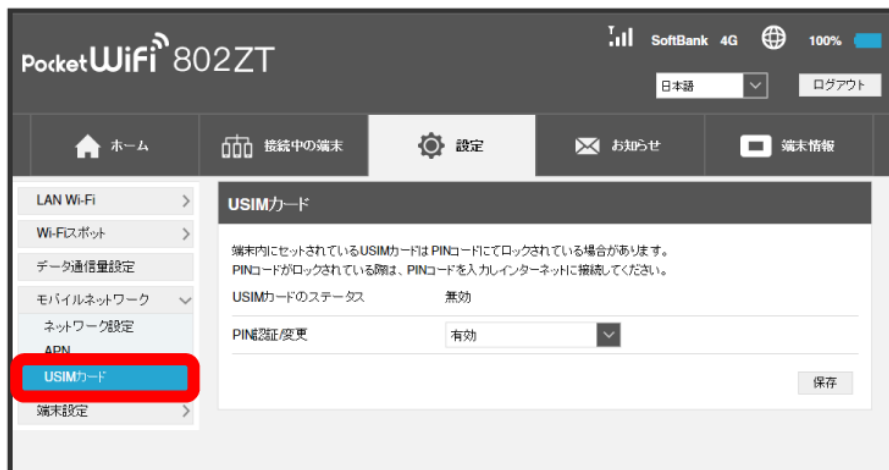 SoftBank 4G 100%
PocketWiFi 802ZT
日本語
ログアウト
ホーム
接続中の端末
設定
お知らせ
端末情報
LAN Wi-Fi
Wi-Fiスポット
データ通信量設定
モバイルネットワーク
ネットワーク設定
APN
USIMカード
端末設定
USIMカード
端末内にセットされているUSIMカードはPINコードにてロックされている場合があります。
PINコードがロックされている際は、PINコードを入力しインターネットに接続してください。
USIMカードのステータス 無効
PIN認証/変更 有効
保存